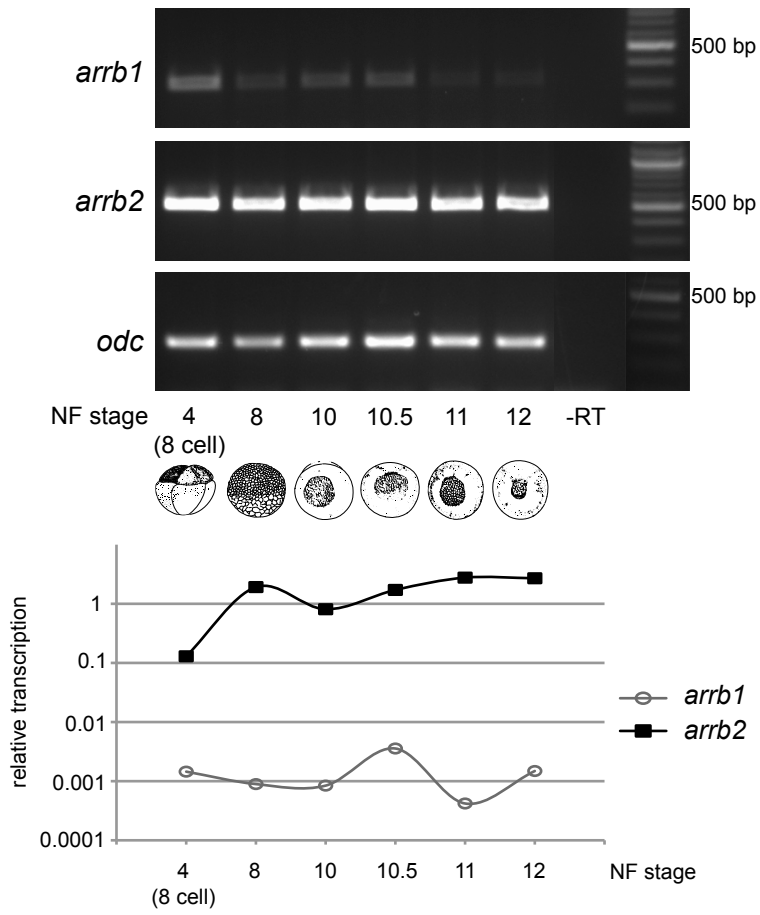 arrb1
500 bp
arrb2
500 bp
odc
500 bp
NF stage 4 8 10 10.5 11 12 -RT
(8 cell)
relative transcription
1
0.1
0.01
0.001
0.0001
arrb1
arrb2
4 8 10 10.5 11 12 NF stage
(8 cell)